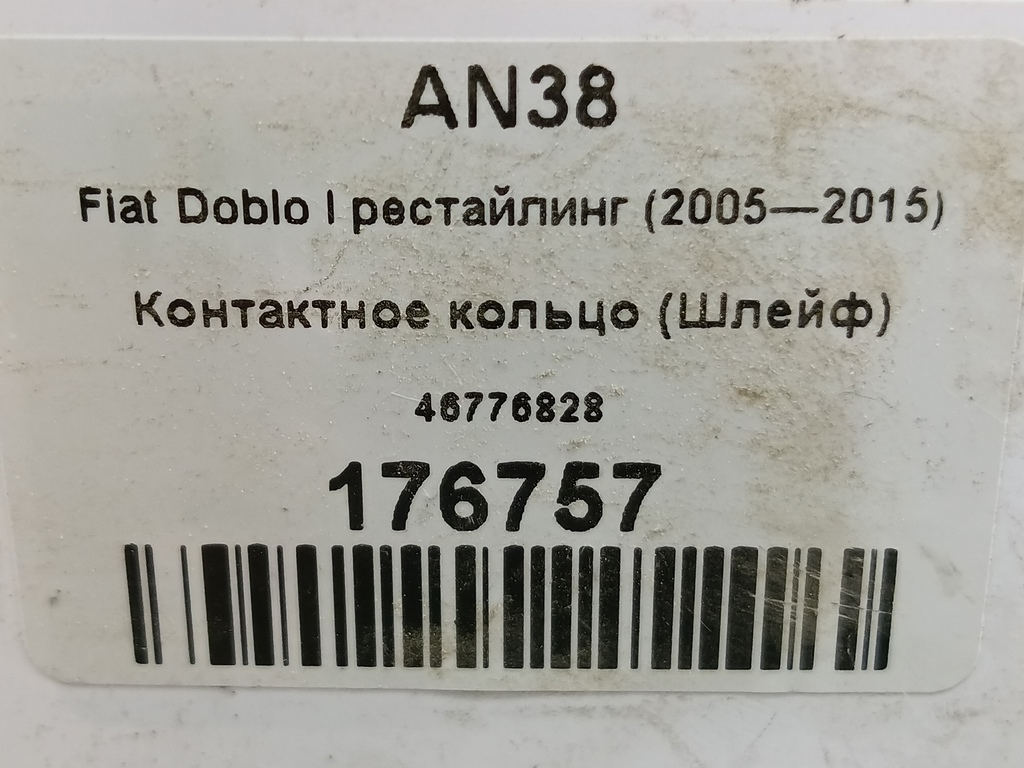 AN38
Fiat Doblo I рестайлинг (2005—2015)
Контактное кольцо (Шлейф)
46776828
176757